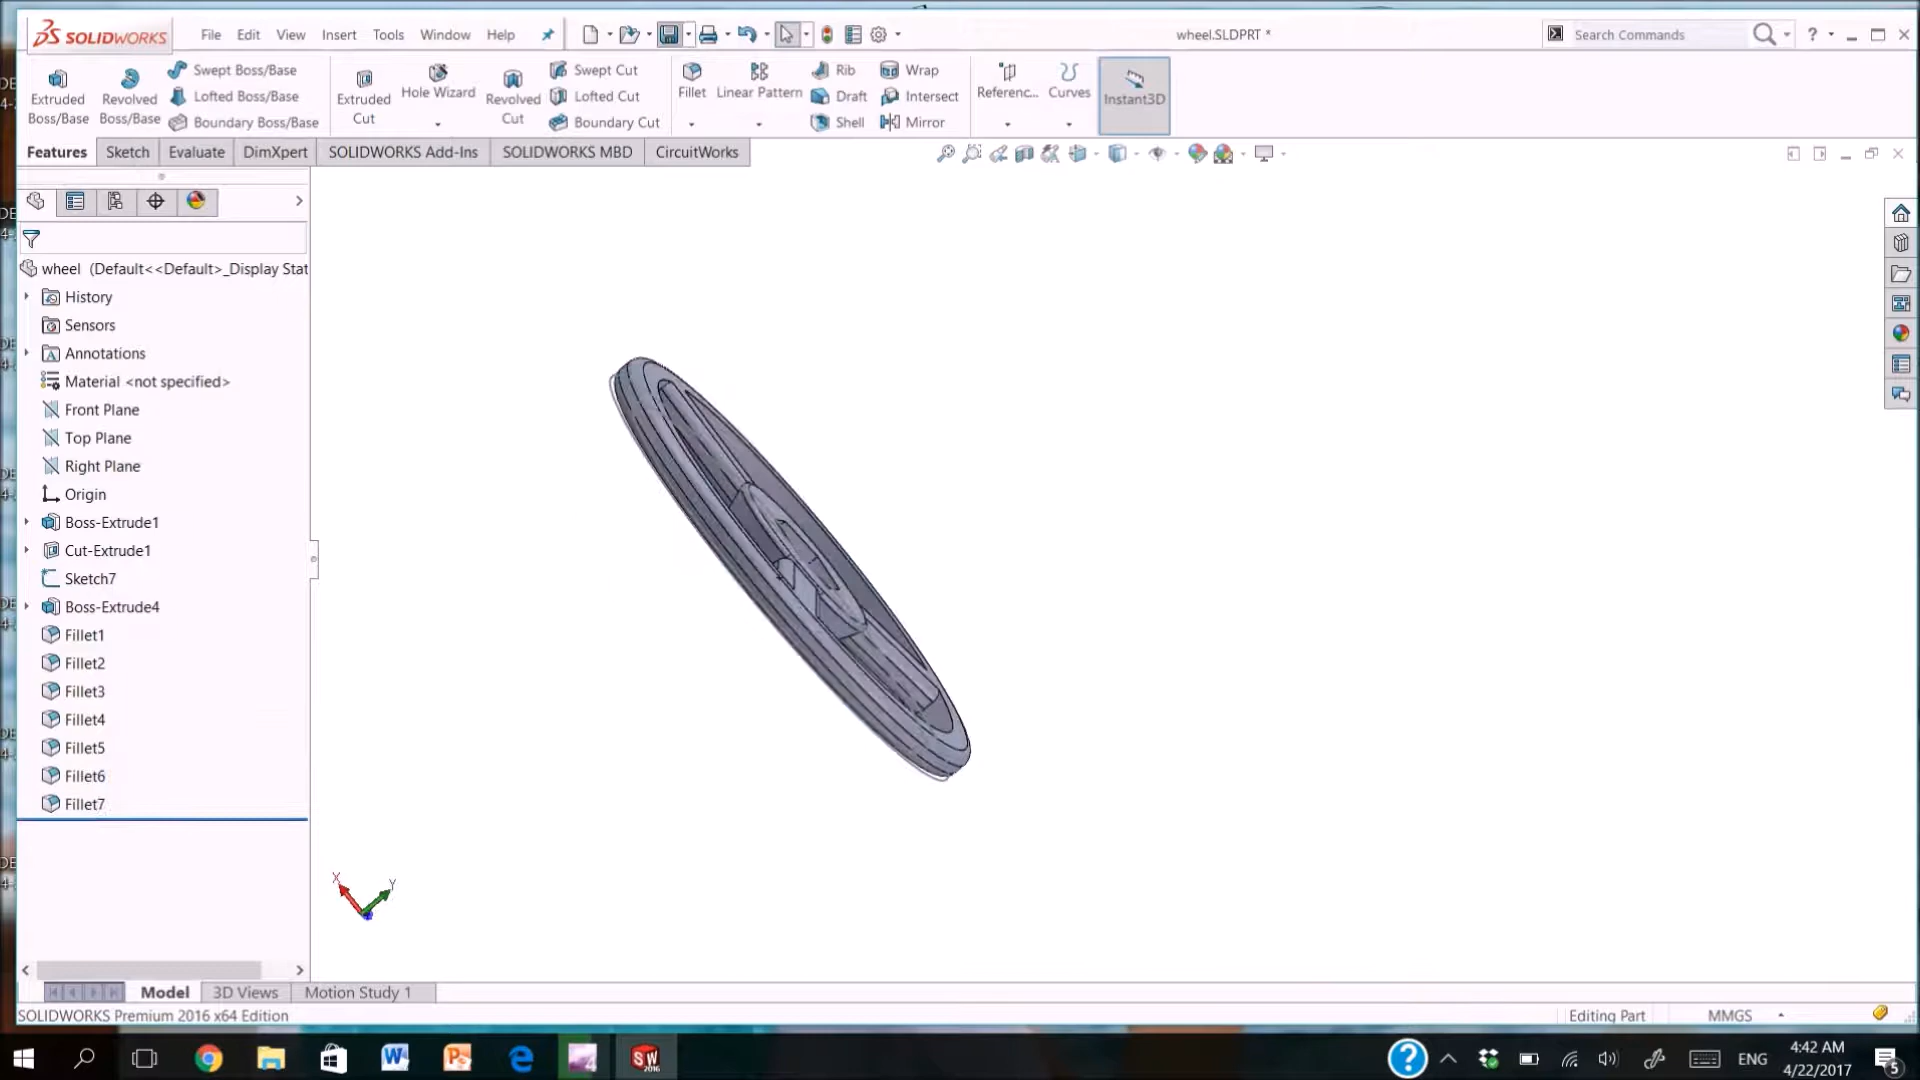 SOLIDWORKS File Edit View Insert Tools Window Help wheel.SLDPRT * Search Commands ?
Extruded Boss/Base
Revolved Boss/Base
Swept Boss/Base
Lofted Boss/Base
Boundary Boss/Base
Extruded Cut
Hole Wizard
Revolved Cut
Swept Cut
Lofted Cut
Boundary Cut
Fillet
Linear Pattern
Rib
Draft
Shell
Wrap
Intersect
Mirror
Referenc...
Curves
Instant3D
Features Sketch Evaluate DimXpert SOLIDWORKS Add-Ins SOLIDWORKS MBD CircuitWorks
wheel (Default<<Default>_Display Stat
History
Sensors
Annotations
Material <not specified>
Front Plane
Top Plane
Right Plane
Origin
Boss-Extrude1
Cut-Extrude1
Sketch7
Boss-Extrude4
Fillet1
Fillet2
Fillet3
Fillet4
Fillet5
Fillet6
Fillet7
X Y
Model 3D Views Motion Study 1
SOLIDWORKS Premium 2016 x64 Edition Editing Part MMGS
SW 2016 ? ENG 4:42 AM
4/22/2017 5